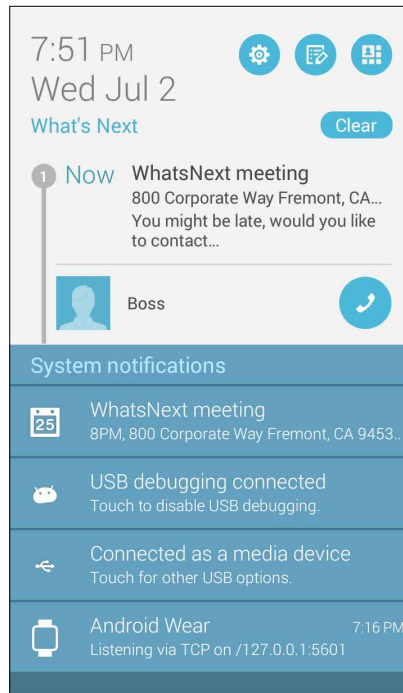 7:51 PM
Wed Jul 2
What's Next
Clear
1 Now WhatsNext meeting
800 Corporate Way Fremont, CA...
You might be late, would you like
to contact...
Boss
System notifications
25
WhatsNext meeting
8PM, 800 Corporate Way Fremont, CA 9453..
USB debugging connected
Touch to disable USB debugging.
Connected as a media device
Touch for other USB options.
Android Wear 7:16 PM
Listening via TCP on /127.0.0.1:5601